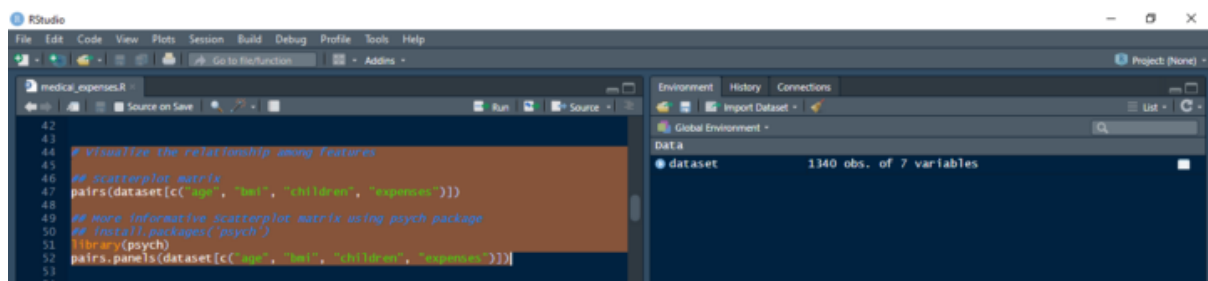 RStudio
File Edit Code View Plots Session Build Debug Profile Tools Help
Go to file/function Addins Project: (None)
medical_expenses.R
Source on Save Run Source
42
43
44 # Visualize the relationship among features
45
46 ## scatterplot matrix
47 pairs(dataset[c("age", "bmi", "children", "expenses")])
48
49 ## more informative scatterplot matrix using psych package
50 ## install.packages('psych')
51 library(psych)
52 pairs.panels(dataset[c("age", "bmi", "children", "expenses")])
53
Environment History Connections
Import Dataset List
Global Environment
Data
dataset 1340 obs. of 7 variables